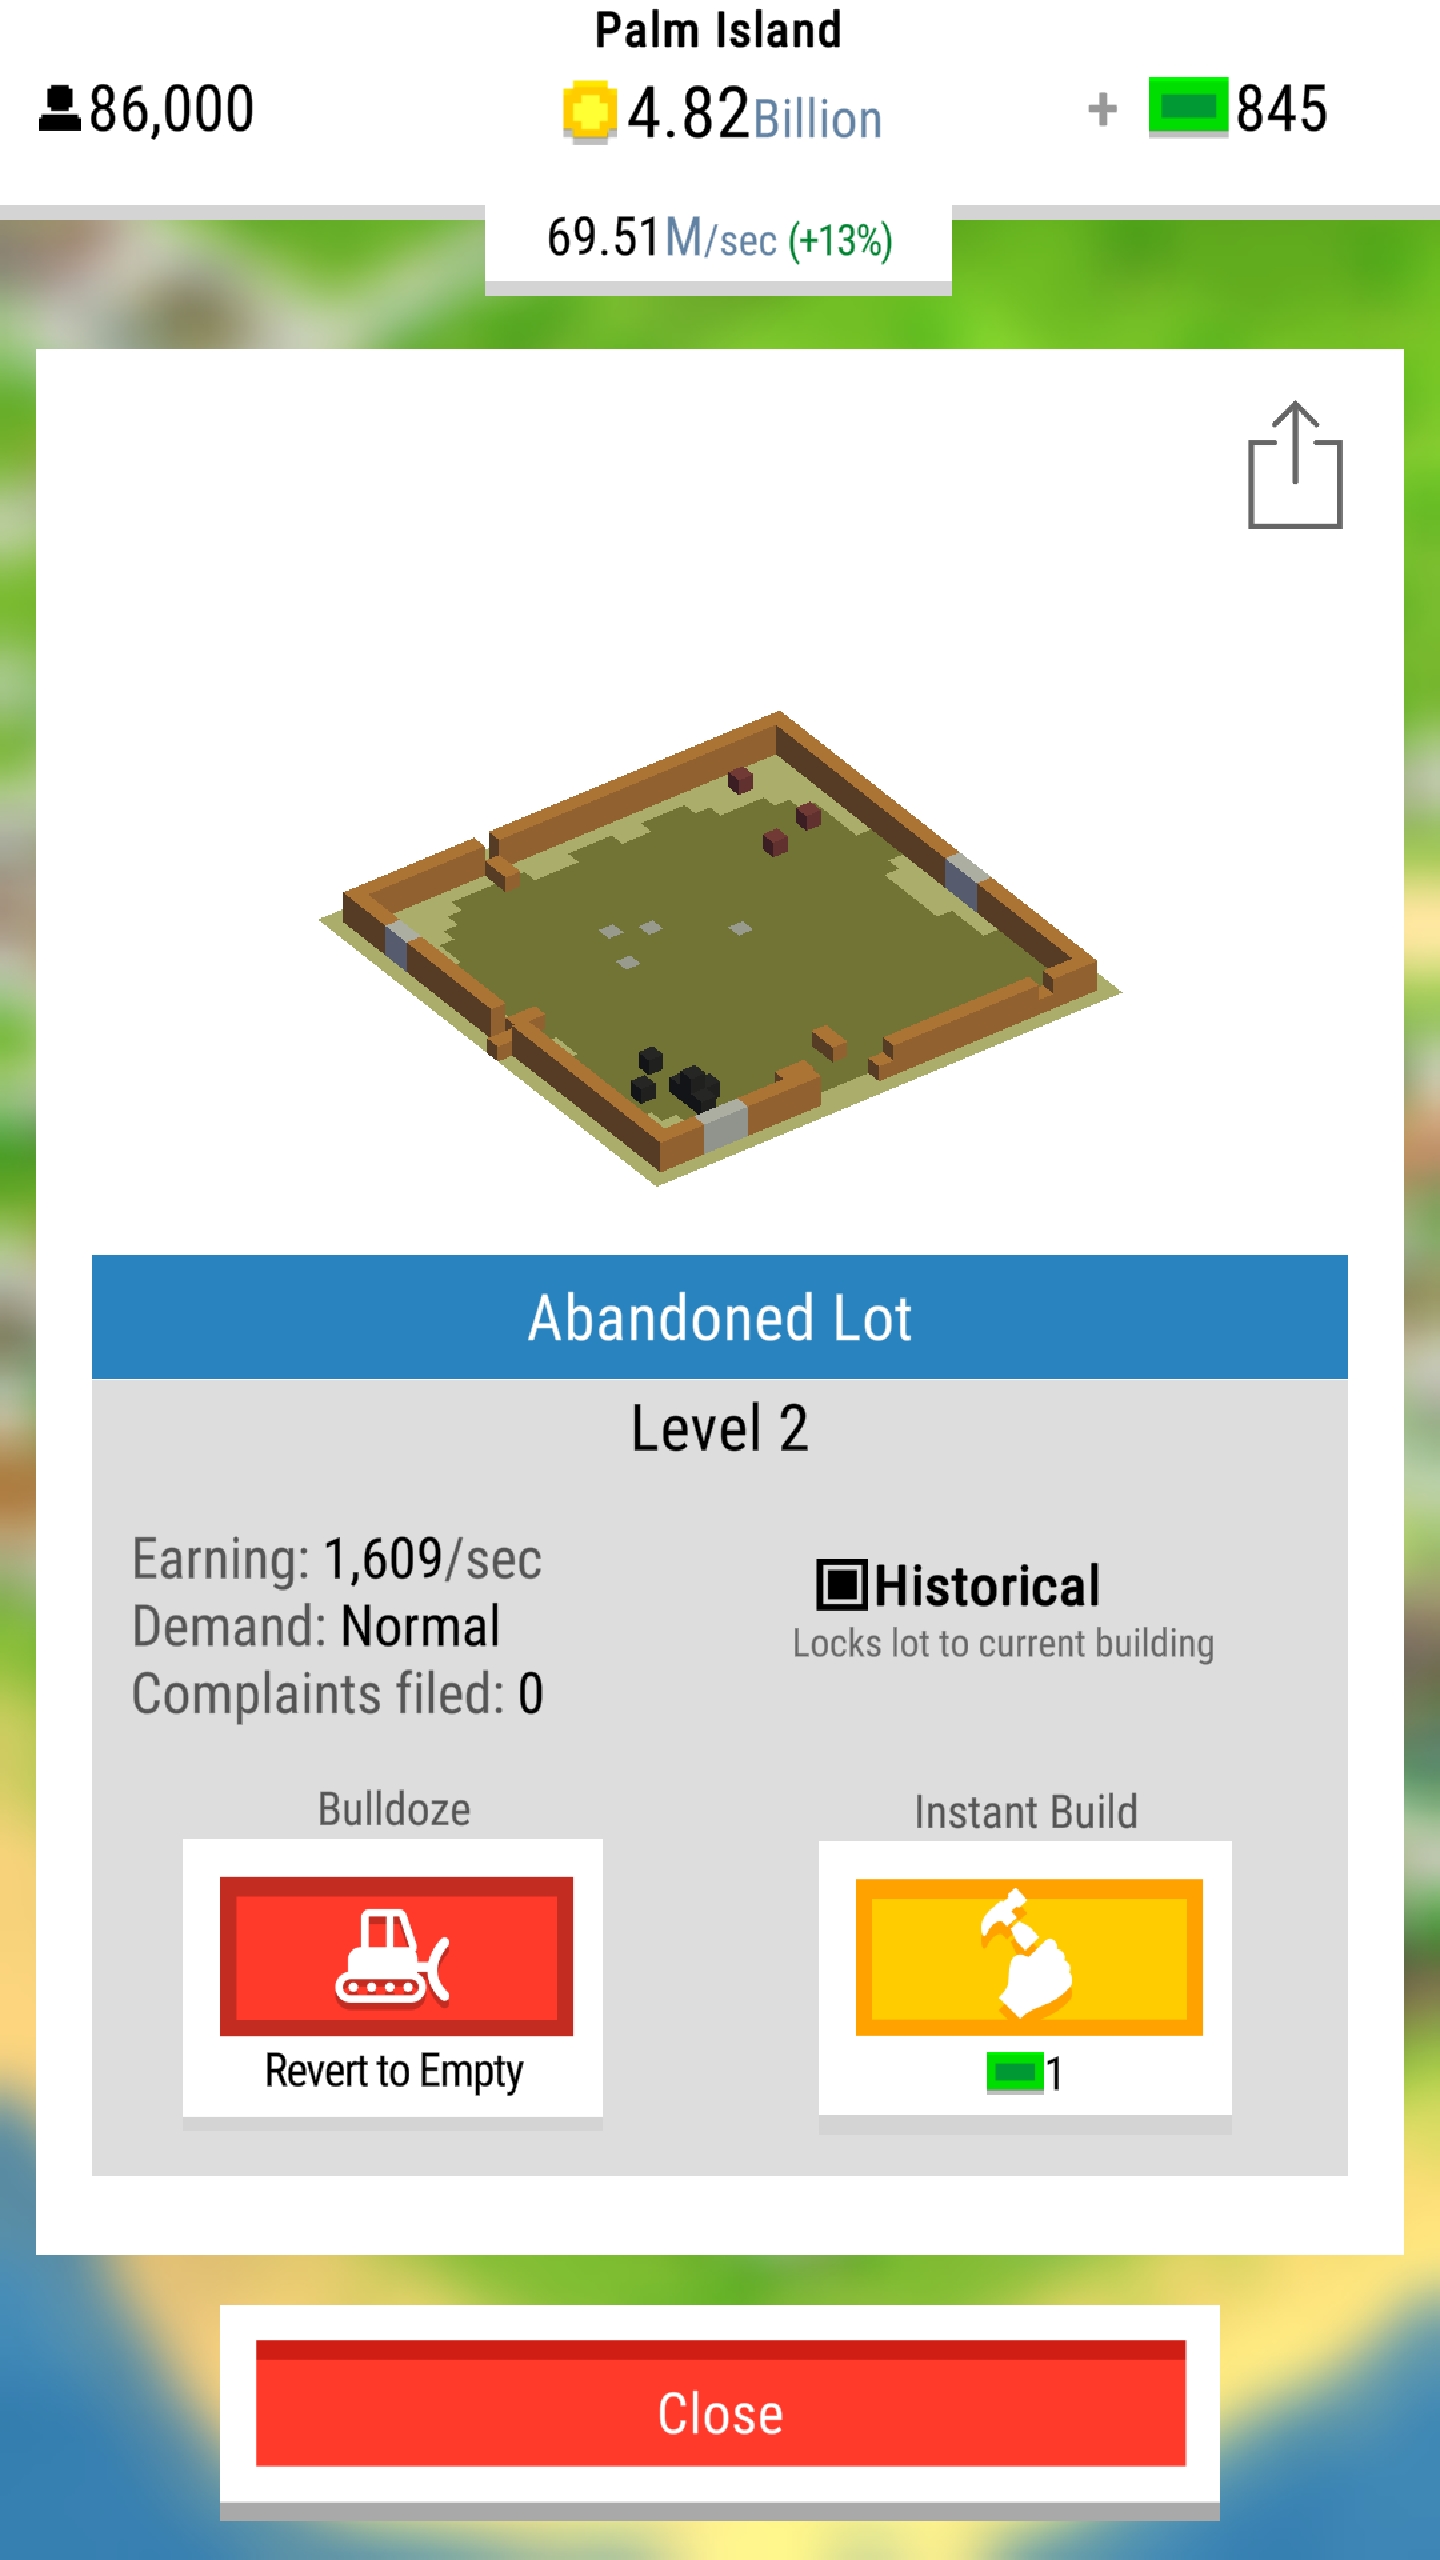 Palm Island
86,000
4.82Billion
+ 845
69.51M/sec (+13%)
Abandoned Lot
Level 2
Earning: 1,609/sec
Demand: Normal
Complaints filed: 0
Historical
Locks lot to current building
Bulldoze
Revert to Empty
Instant Build
1
Close